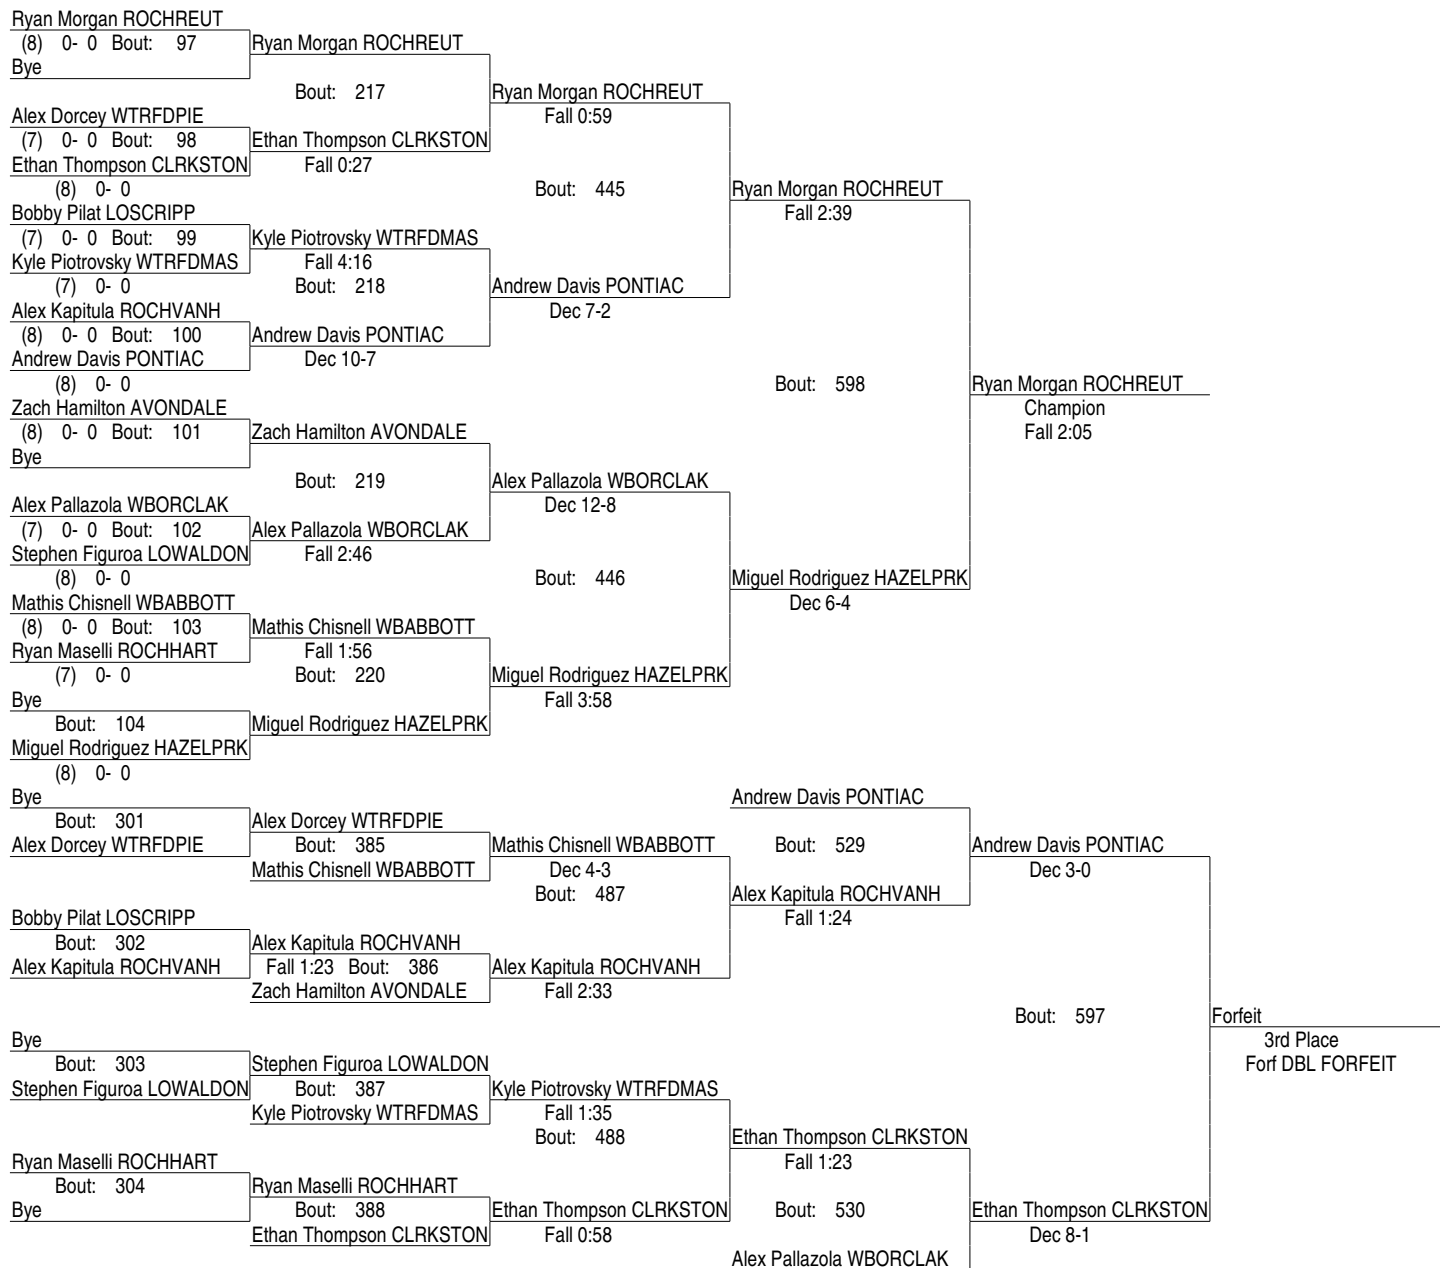 Ryan Morgan ROCHREUT
(8) 0- 0 Bout: 97 Ryan Morgan ROCHREUT
Bye
Bout: 217 Ryan Morgan ROCHREUT
Alex Dorcey WTRFDPIE Fall 0:59
(7) 0- 0 Bout: 98 Ethan Thompson CLRKSTON
Ethan Thompson CLRKSTON Fall 0:27
(8) 0- 0 Bout: 445 Ryan Morgan ROCHREUT
Bobby Pilat LOSCRIPP Fall 2:39
(7) 0- 0 Bout: 99 Kyle Piotrovsky WTRFDMAS
Kyle Piotrovsky WTRFDMAS Fall 4:16
(7) 0- 0 Bout: 218 Andrew Davis PONTIAC
Alex Kapitula ROCHVANH Dec 7-2
(8) 0- 0 Bout: 100 Andrew Davis PONTIAC
Andrew Davis PONTIAC Dec 10-7
(8) 0- 0 Bout: 598 Ryan Morgan ROCHREUT
Zach Hamilton AVONDALE Champion
(8) 0- 0 Bout: 101 Zach Hamilton AVONDALE Fall 2:05
Bye
Bout: 219 Alex Pallazola WBORCLAK
Alex Pallazola WBORCLAK Dec 12-8
(7) 0- 0 Bout: 102 Alex Pallazola WBORCLAK
Stephen Figuroa LOWALDON Fall 2:46
(8) 0- 0 Bout: 446 Miguel Rodriguez HAZELPRK
Mathis Chisnell WBABBOTT Dec 6-4
(8) 0- 0 Bout: 103 Mathis Chisnell WBABBOTT
Ryan Maselli ROCHHART Fall 1:56
(7) 0- 0 Bout: 220 Miguel Rodriguez HAZELPRK
Bye Fall 3:58
Bout: 104 Miguel Rodriguez HAZELPRK
Miguel Rodriguez HAZELPRK
(8) 0- 0
Bye Andrew Davis PONTIAC
Bout: 301 Alex Dorcey WTRFDPIE
Alex Dorcey WTRFDPIE Bout: 385 Mathis Chisnell WBABBOTT Bout: 529 Andrew Davis PONTIAC
Mathis Chisnell WBABBOTT Dec 4-3 Dec 3-0
Bout: 487 Alex Kapitula ROCHVANH
Bobby Pilat LOSCRIPP Fall 1:24
Bout: 302 Alex Kapitula ROCHVANH
Alex Kapitula ROCHVANH Fall 1:23 Bout: 386 Alex Kapitula ROCHVANH
Zach Hamilton AVONDALE Fall 2:33
Bout: 597 Forfeit
Bye 3rd Place
Bout: 303 Stephen Figuroa LOWALDON Forf DBL FORFEIT
Stephen Figuroa LOWALDON Bout: 387 Kyle Piotrovsky WTRFDMAS
Kyle Piotrovsky WTRFDMAS Fall 1:35
Bout: 488 Ethan Thompson CLRKSTON
Ryan Maselli ROCHHART Fall 1:23
Bout: 304 Ryan Maselli ROCHHART
Bye Bout: 388 Ethan Thompson CLRKSTON Bout: 530 Ethan Thompson CLRKSTON
Ethan Thompson CLRKSTON Fall 0:58 Dec 8-1
Alex Pallazola WBORCLAK